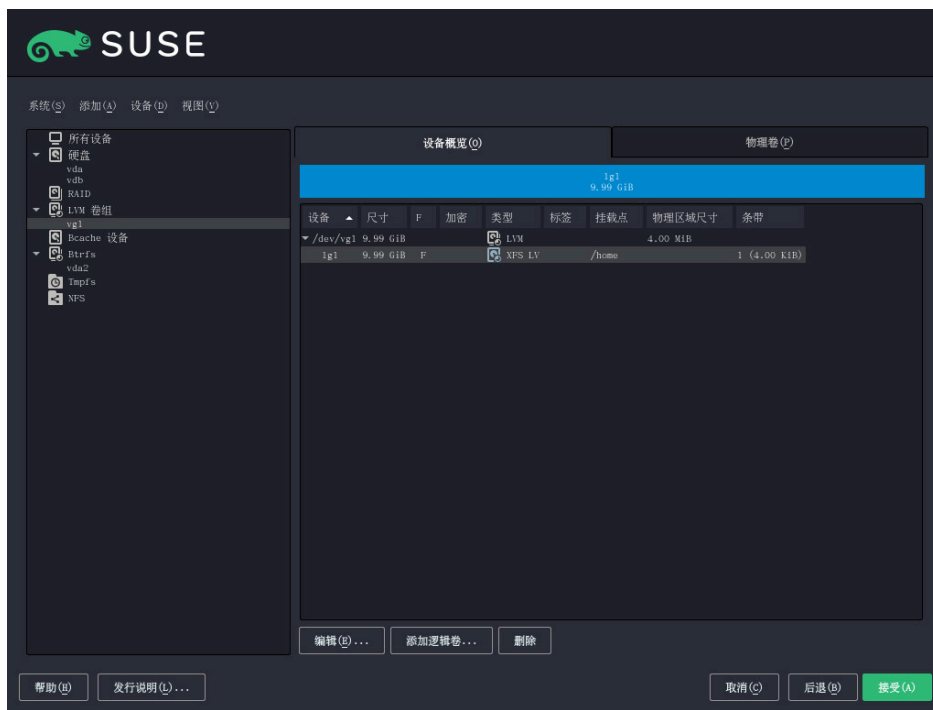 SUSE
系统(S) 添加(A) 设备(D) 视图(V)
所有设备
硬盘
vda
vdb
RAID
LVM 卷组
vg1
Bcache 设备
Btrfs
vda2
Tmpfs
NFS
设备概览(O) 物理卷(P)
lg1
9.99 GiB
设备 尺寸 F 加密 类型 标签 挂载点 物理区域尺寸 条带
/dev/vg1 9.99 GiB LVM 4.00 MiB
lg1 9.99 GiB F XFS LV /home 1 (4.00 KiB)
编辑(E)... 添加逻辑卷... 删除
帮助(H) 发行说明(L)... 取消(C) 后退(B) 接受(A)